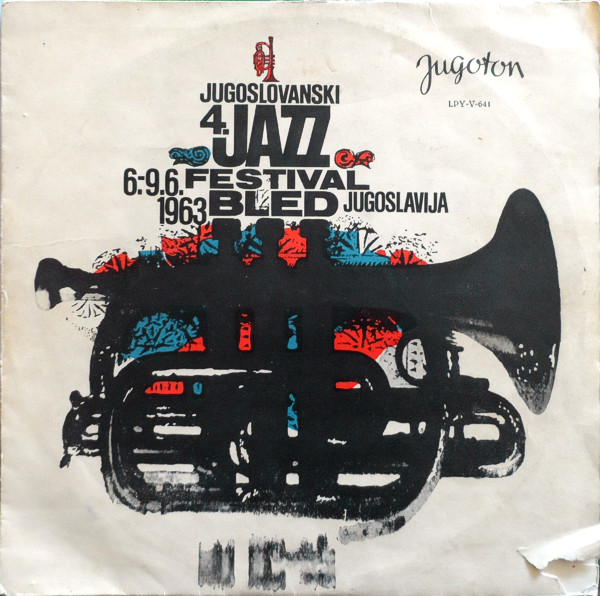 Jugoton
LPY-V-641
JUGOSLOVANSKI
4. JAZZ
6.-9.6. FESTIVAL
1963 BLED JUGOSLAVIJA